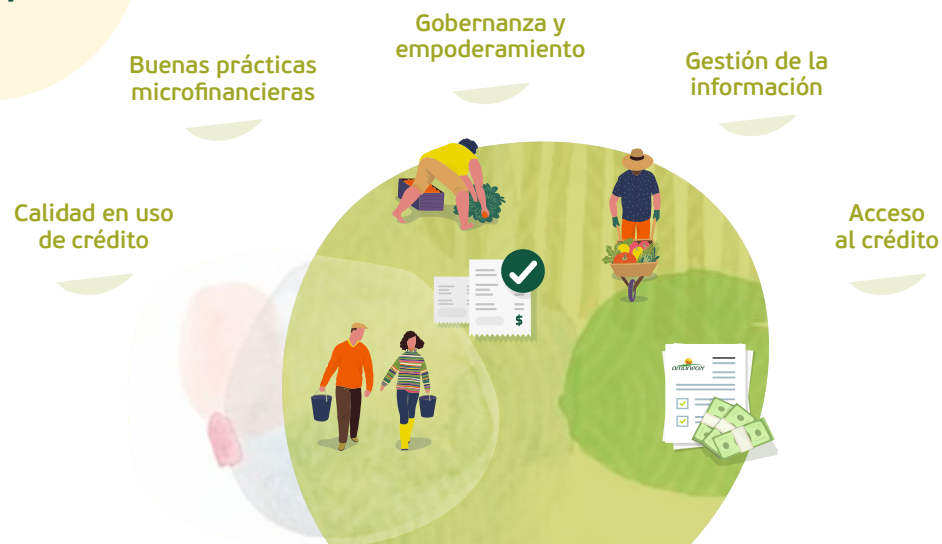 Gobernanza y
empoderamiento
Buenas prácticas
microfinancieras
Gestión de la
información
Calidad en uso
de crédito
Acceso
al crédito
$
amanecer